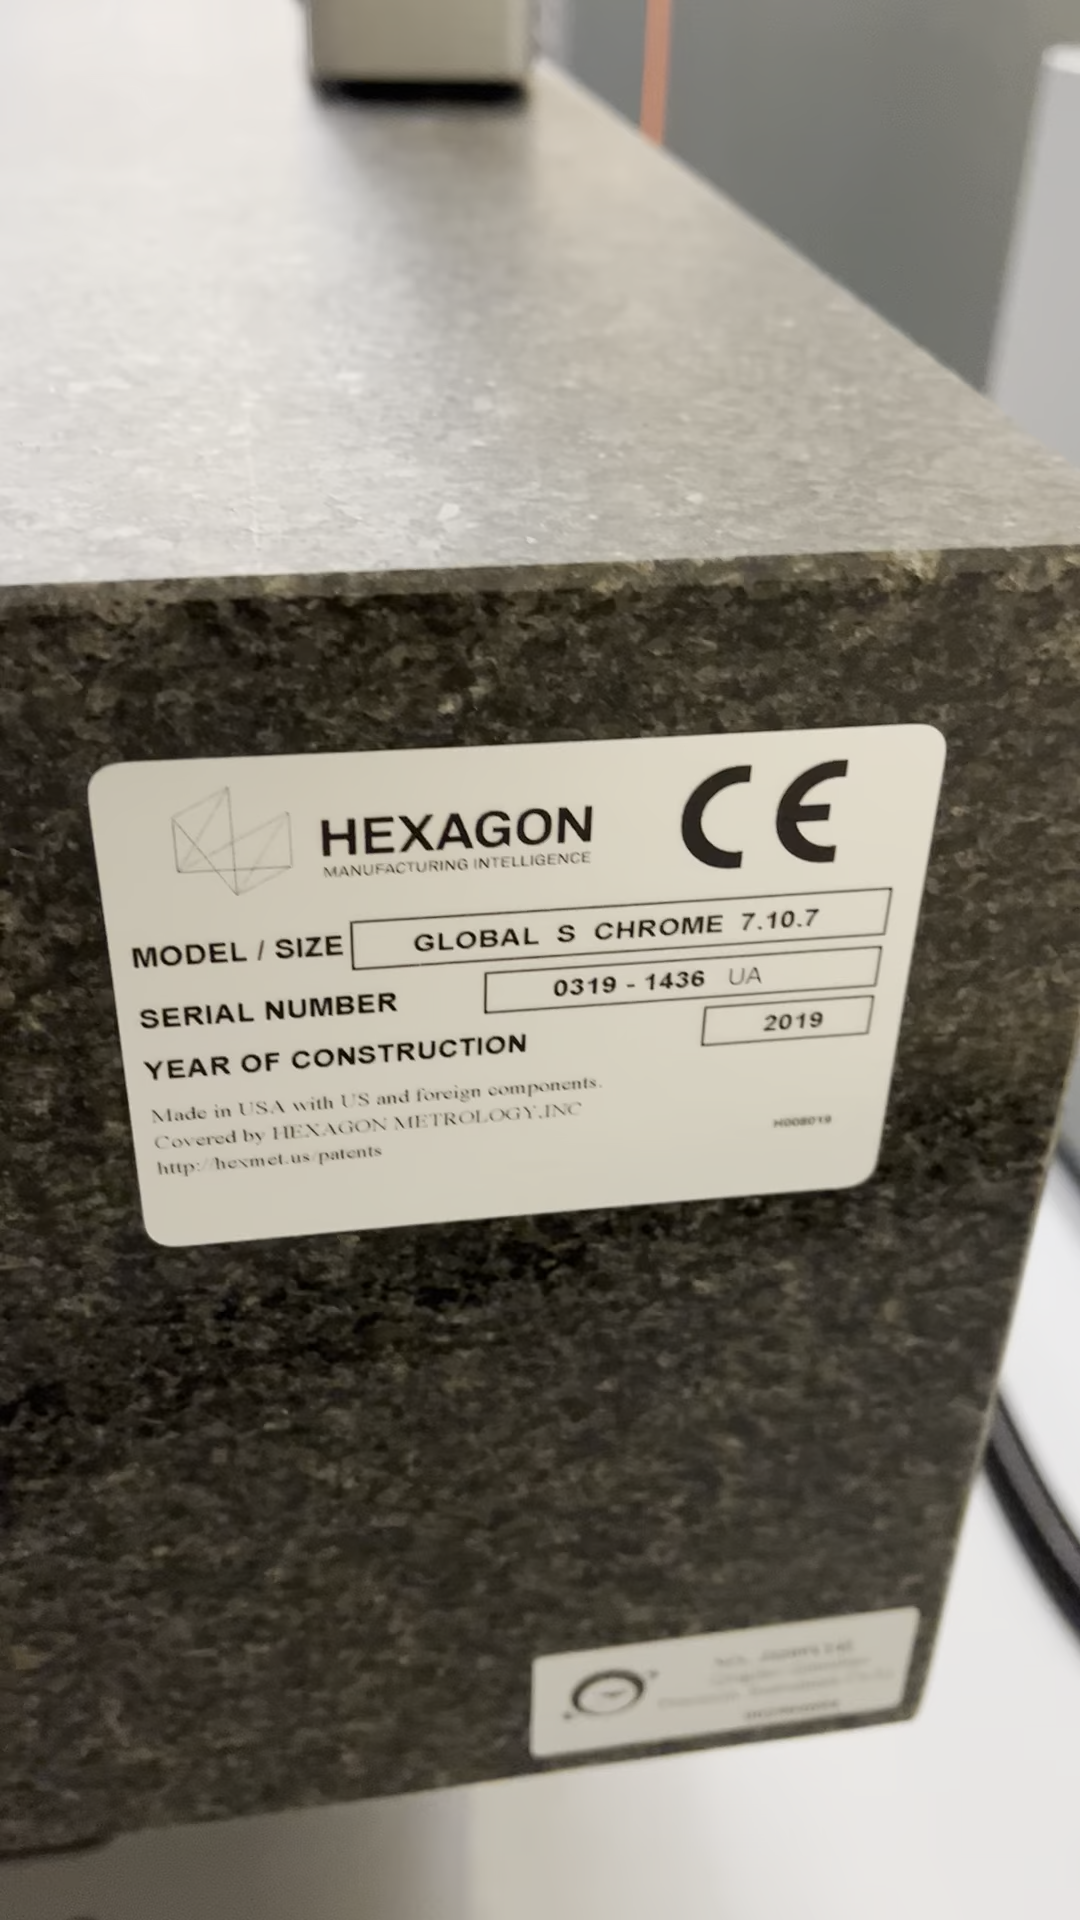 HEXAGON
MANUFACTURING INTELLIGENCE
CE
MODEL / SIZE GLOBAL S CHROME 7.10.7
SERIAL NUMBER 0319 - 1436 UA
YEAR OF CONSTRUCTION 2019
Made in USA with US and foreign components.
Covered by HEXAGON METROLOGY,INC
http://hexmet.us/patents
H008019